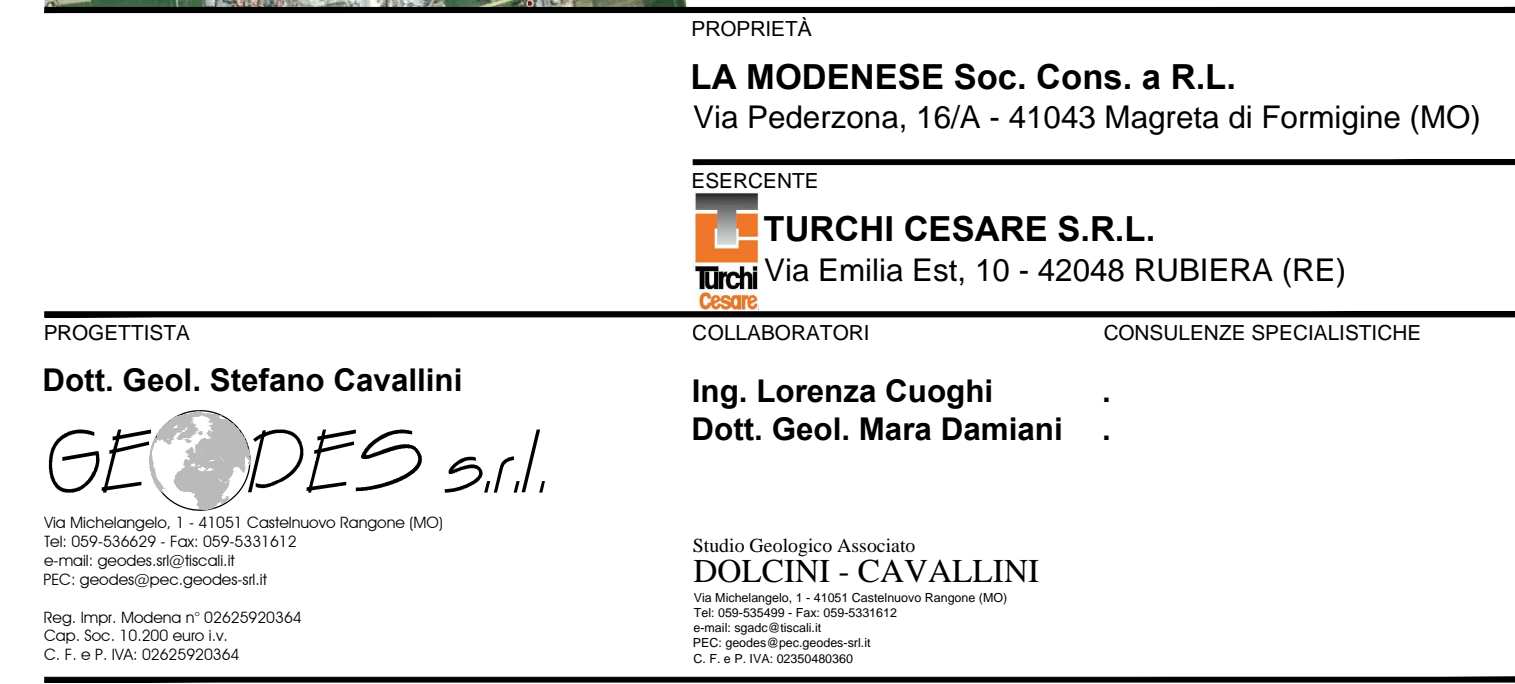 PROPRIETÀ
LA MODENESE Soc. Cons. a R.L.
Via Pederzona, 16/A - 41043 Magreta di Formigine (MO)
ESERCENTE
TURCHI CESARE S.R.L.
Via Emilia Est, 10 - 42048 RUBIERA (RE)
Turchi
Cesare
PROGETTISTA
Dott. Geol. Stefano Cavallini
GEODES s.r.l.
Via Michelangelo, 1 - 41051 Castelnuovo Rangone (MO)
Tel: 059-536629 - Fax: 059-5331612
e-mail: geodes.srl@tiscali.it
PEC: geodes@pec.geodes-srl.it
Reg. Impr. Modena n° 02625920364
Cap. Soc. 10.200 euro i.v.
C. F. e P. IVA: 02625920364
COLLABORATORI
Ing. Lorenza Cuoghi
Dott. Geol. Mara Damiani
Studio Geologico Associato
DOLCINI - CAVALLINI
Via Michelangelo, 1 - 41051 Castelnuovo Rangone (MO)
Tel: 059-535499 - Fax: 059-5331612
e-mail: sgadc@tiscali.it
PEC: geodes@pec.geodes-srl.it
C. F. e P. IVA: 02350480360
CONSULENZE SPECIALISTICHE
.
.